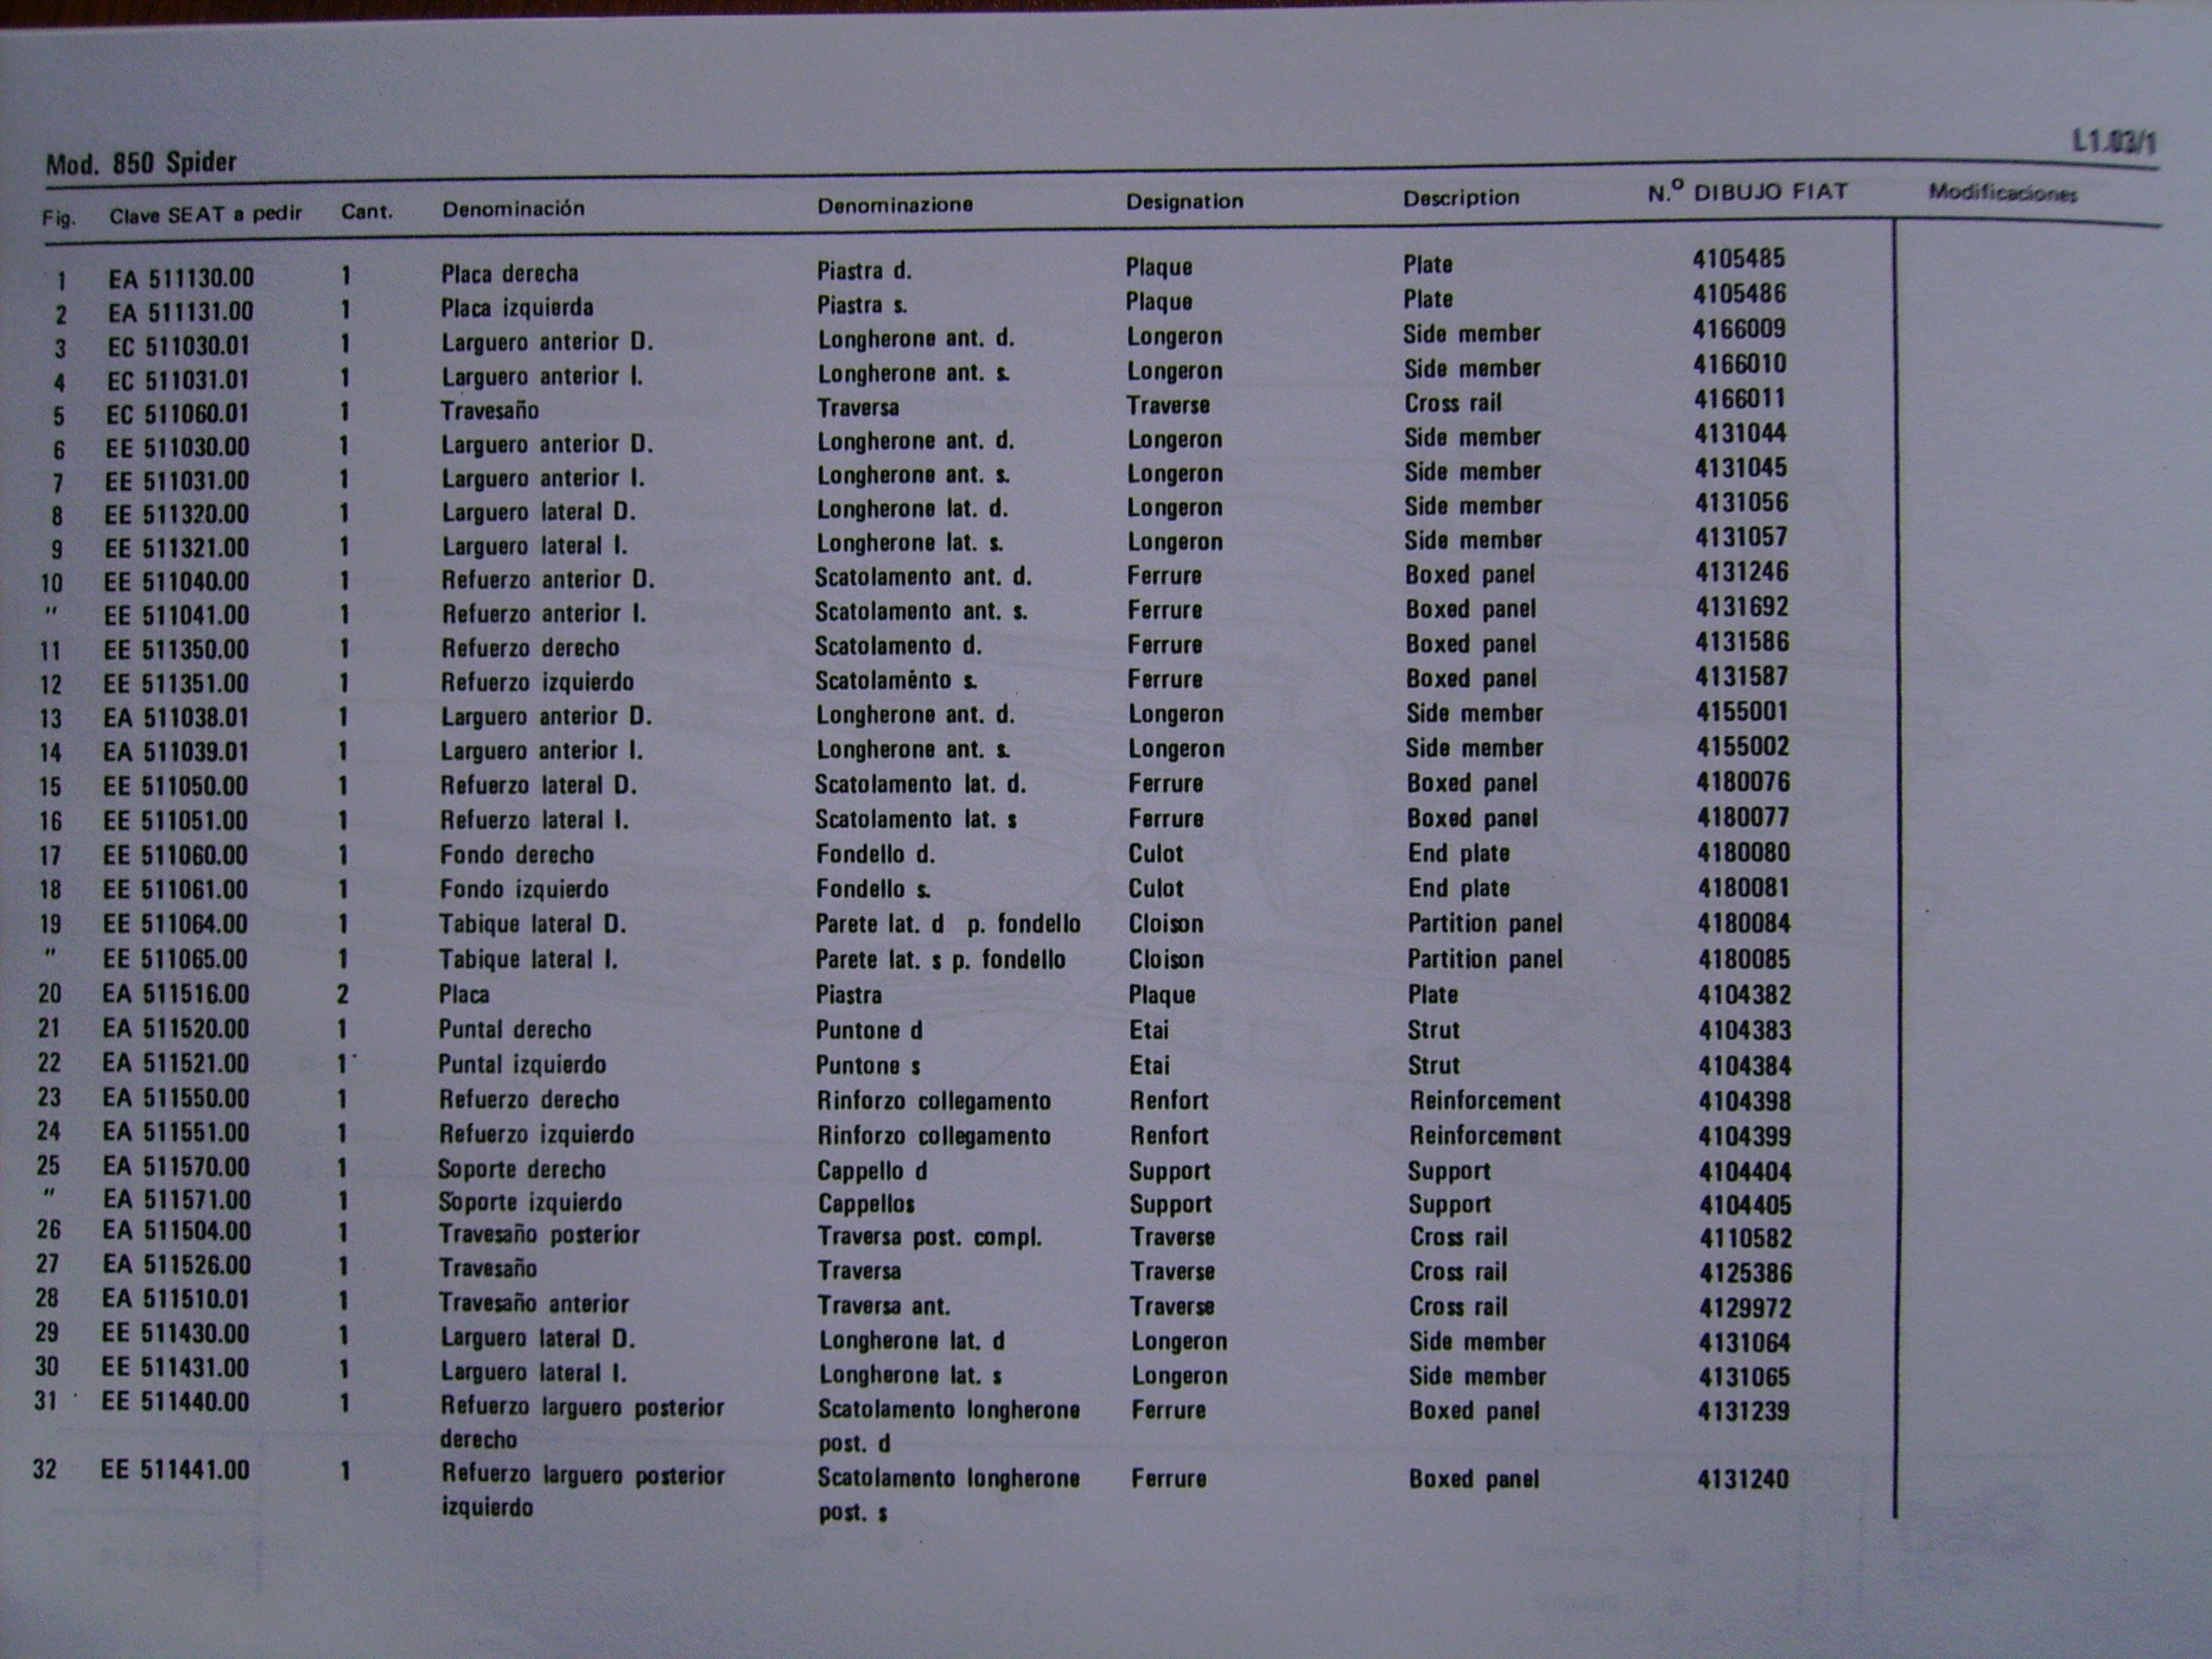 L1.03/1
Mod. 850 Spider
Fig. Clave SEAT a pedir Cant. Denominación Denominazione Designation Description N.º DIBUJO FIAT Modificaciones
1 EA 511130.00 1 Placa derecha Piastra d. Plaque Plate 4105485
2 EA 511131.00 1 Placa izquierda Piastra s. Plaque Plate 4105486
3 EC 511030.01 1 Larguero anterior D. Longherone ant. d. Longeron Side member 4166009
4 EC 511031.01 1 Larguero anterior I. Longherone ant. s. Longeron Side member 4166010
5 EC 511060.01 1 Travesaño Traversa Traverse Cross rail 4166011
6 EE 511030.00 1 Larguero anterior D. Longherone ant. d. Longeron Side member 4131044
7 EE 511031.00 1 Larguero anterior I. Longherone ant. s. Longeron Side member 4131045
8 EE 511320.00 1 Larguero lateral D. Longherone lat. d. Longeron Side member 4131056
9 EE 511321.00 1 Larguero lateral I. Longherone lat. s. Longeron Side member 4131057
10 EE 511040.00 1 Refuerzo anterior D. Scatolamento ant. d. Ferrure Boxed panel 4131246
" EE 511041.00 1 Refuerzo anterior I. Scatolamento ant. s. Ferrure Boxed panel 4131692
11 EE 511350.00 1 Refuerzo derecho Scatolamento d. Ferrure Boxed panel 4131586
12 EE 511351.00 1 Refuerzo izquierdo Scatolamento s. Ferrure Boxed panel 4131587
13 EA 511038.01 1 Larguero anterior D. Longherone ant. d. Longeron Side member 4155001
14 EA 511039.01 1 Larguero anterior I. Longherone ant. s. Longeron Side member 4155002
15 EE 511050.00 1 Refuerzo lateral D. Scatolamento lat. d. Ferrure Boxed panel 4180076
16 EE 511051.00 1 Refuerzo lateral I. Scatolamento lat. s Ferrure Boxed panel 4180077
17 EE 511060.00 1 Fondo derecho Fondello d. Culot End plate 4180080
18 EE 511061.00 1 Fondo izquierdo Fondello s. Culot End plate 4180081
19 EE 511064.00 1 Tabique lateral D. Parete lat. d p. fondello Cloison Partition panel 4180084
" EE 511065.00 1 Tabique lateral I. Parete lat. s p. fondello Cloison Partition panel 4180085
20 EA 511516.00 2 Placa Piastra Plaque Plate 4104382
21 EA 511520.00 1 Puntal derecho Puntone d Etai Strut 4104383
22 EA 511521.00 1 Puntal izquierdo Puntone s Etai Strut 4104384
23 EA 511550.00 1 Refuerzo derecho Rinforzo collegamento Renfort Reinforcement 4104398
24 EA 511551.00 1 Refuerzo izquierdo Rinforzo collegamento Renfort Reinforcement 4104399
25 EA 511570.00 1 Soporte derecho Cappello d Support Support 4104404
" EA 511571.00 1 Soporte izquierdo Cappellos Support Support 4104405
26 EA 511504.00 1 Travesaño posterior Traversa post. compl. Traverse Cross rail 4110582
27 EA 511526.00 1 Travesaño Traversa Traverse Cross rail 4125386
28 EA 511510.01 1 Travesaño anterior Traversa ant. Traverse Cross rail 4129972
29 EE 511430.00 1 Larguero lateral D. Longherone lat. d Longeron Side member 4131064
30 EE 511431.00 1 Larguero lateral I. Longherone lat. s Longeron Side member 4131065
31 EE 511440.00 1 Refuerzo larguero posterior Scatolamento longherone Ferrure Boxed panel 4131239
derecho post. d
32 EE 511441.00 1 Refuerzo larguero posterior Scatolamento longherone Ferrure Boxed panel 4131240
izquierdo post. s